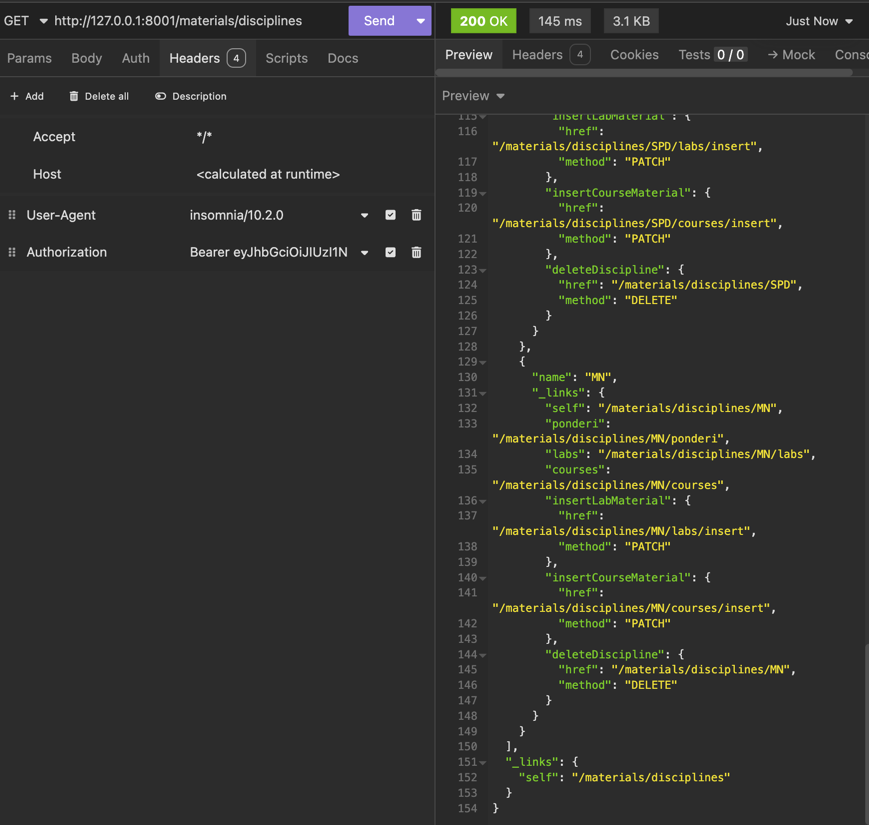 GET http://127.0.0.1:8001/materials/disciplines Send
Params Body Auth Headers 4 Scripts Docs
+ Add Delete all Description
Accept */*
Host <calculated at runtime>
User-Agent insomnia/10.2.0
Authorization Bearer eyJhbGciOiJIUzI1N
200 OK 145 ms 3.1 KB Just Now
Preview Headers 4 Cookies Tests 0 / 0 → Mock Consc
Preview
115 "insertLabMaterial": {
116 "href":
"/materials/disciplines/SPD/labs/insert",
117 "method": "PATCH"
118 },
119 "insertCourseMaterial": {
120 "href":
"/materials/disciplines/SPD/courses/insert",
121 "method": "PATCH"
122 },
123 "deleteDiscipline": {
124 "href": "/materials/disciplines/SPD",
125 "method": "DELETE"
126 }
127 }
128 },
129 {
130 "name": "MN",
131 "_links": {
132 "self": "/materials/disciplines/MN",
133 "ponderi":
"/materials/disciplines/MN/ponderi",
134 "labs": "/materials/disciplines/MN/labs",
135 "courses":
"/materials/disciplines/MN/courses",
136 "insertLabMaterial": {
137 "href":
"/materials/disciplines/MN/labs/insert",
138 "method": "PATCH"
139 },
140 "insertCourseMaterial": {
141 "href":
"/materials/disciplines/MN/courses/insert",
142 "method": "PATCH"
143 },
144 "deleteDiscipline": {
145 "href": "/materials/disciplines/MN",
146 "method": "DELETE"
147 }
148 }
149 }
150 ],
151 "_links": {
152 "self": "/materials/disciplines"
153 }
154 }